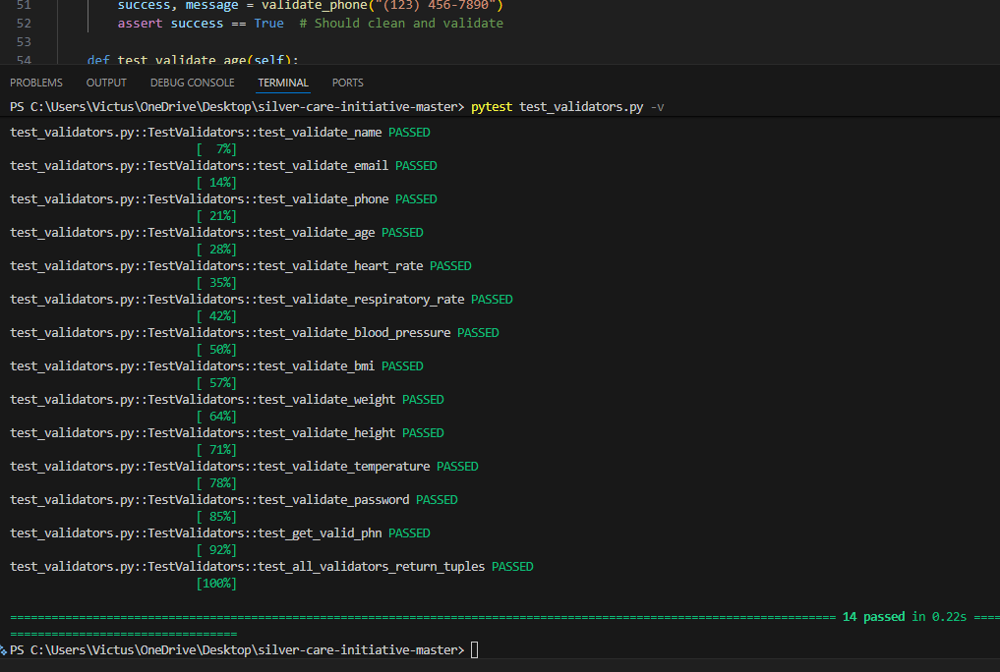 51 success, message = validate_phone("(123) 456-7890")
52 assert success == True # Should clean and validate
53
54 def test_validate_age(self):
PROBLEMS OUTPUT DEBUG CONSOLE TERMINAL PORTS
PS C:\Users\Victus\OneDrive\Desktop\silver-care-initiative-master> pytest test_validators.py -v
test_validators.py::TestValidators::test_validate_name PASSED
[  7%]
test_validators.py::TestValidators::test_validate_email PASSED
[ 14%]
test_validators.py::TestValidators::test_validate_phone PASSED
[ 21%]
test_validators.py::TestValidators::test_validate_age PASSED
[ 28%]
test_validators.py::TestValidators::test_validate_heart_rate PASSED
[ 35%]
test_validators.py::TestValidators::test_validate_respiratory_rate PASSED
[ 42%]
test_validators.py::TestValidators::test_validate_blood_pressure PASSED
[ 50%]
test_validators.py::TestValidators::test_validate_bmi PASSED
[ 57%]
test_validators.py::TestValidators::test_validate_weight PASSED
[ 64%]
test_validators.py::TestValidators::test_validate_height PASSED
[ 71%]
test_validators.py::TestValidators::test_validate_temperature PASSED
[ 78%]
test_validators.py::TestValidators::test_validate_password PASSED
[ 85%]
test_validators.py::TestValidators::test_get_valid_phn PASSED
[ 92%]
test_validators.py::TestValidators::test_all_validators_return_tuples PASSED
[100%]
======================================================================================================================== 14 passed in 0.22s ====
=================================
PS C:\Users\Victus\OneDrive\Desktop\silver-care-initiative-master>